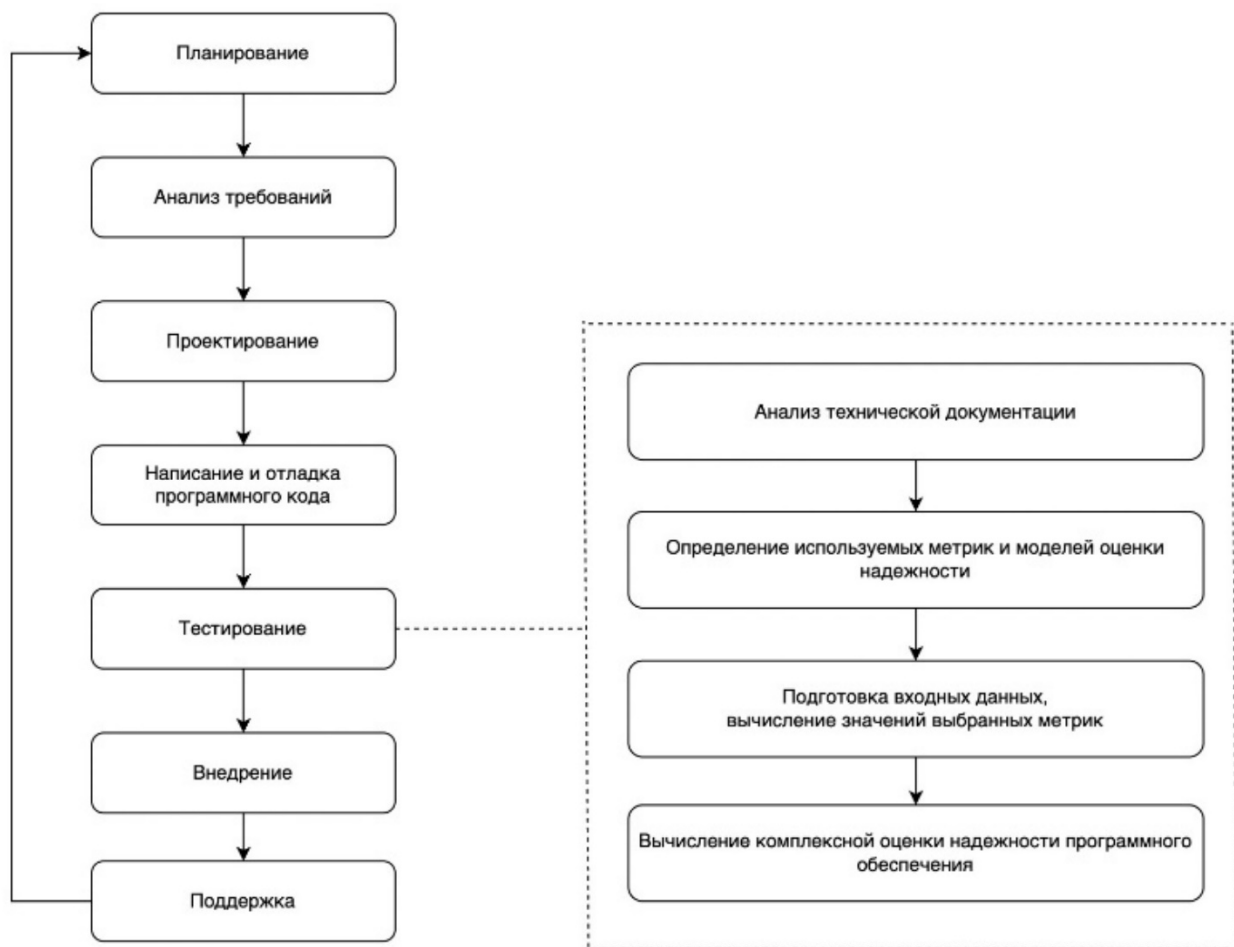 Планирование
Анализ требований
Проектирование
Написание и отладка
программного кода
Тестирование
Внедрение
Поддержка
Анализ технической документации
Определение используемых метрик и моделей оценки
надежности
Подготовка входных данных,
вычисление значений выбранных метрик
Вычисление комплексной оценки надежности программного
обеспечения